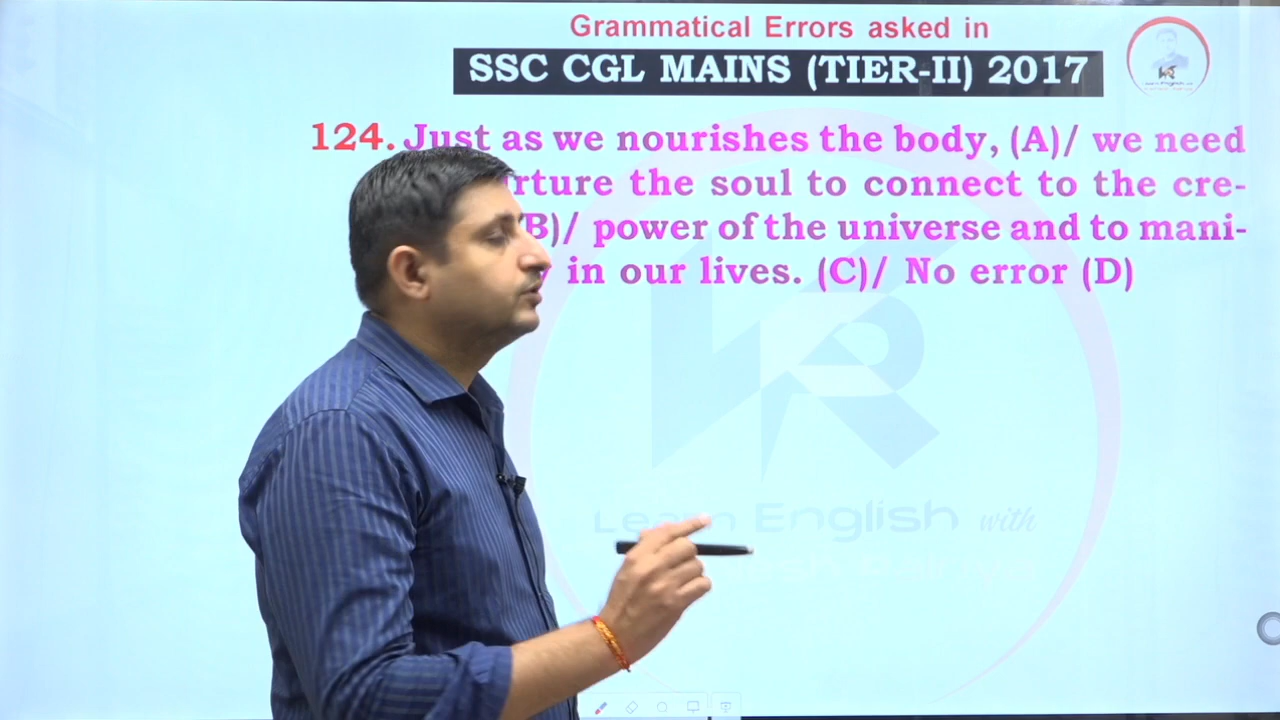 Grammatical Errors asked in
SSC CGL MAINS (TIER-II) 2017
124. Just as we nourishes the body, (A)/ we need
rture the soul to connect to the cre-
B)/ power of the universe and to mani-
in our lives. (C)/ No error (D)
Learn English with